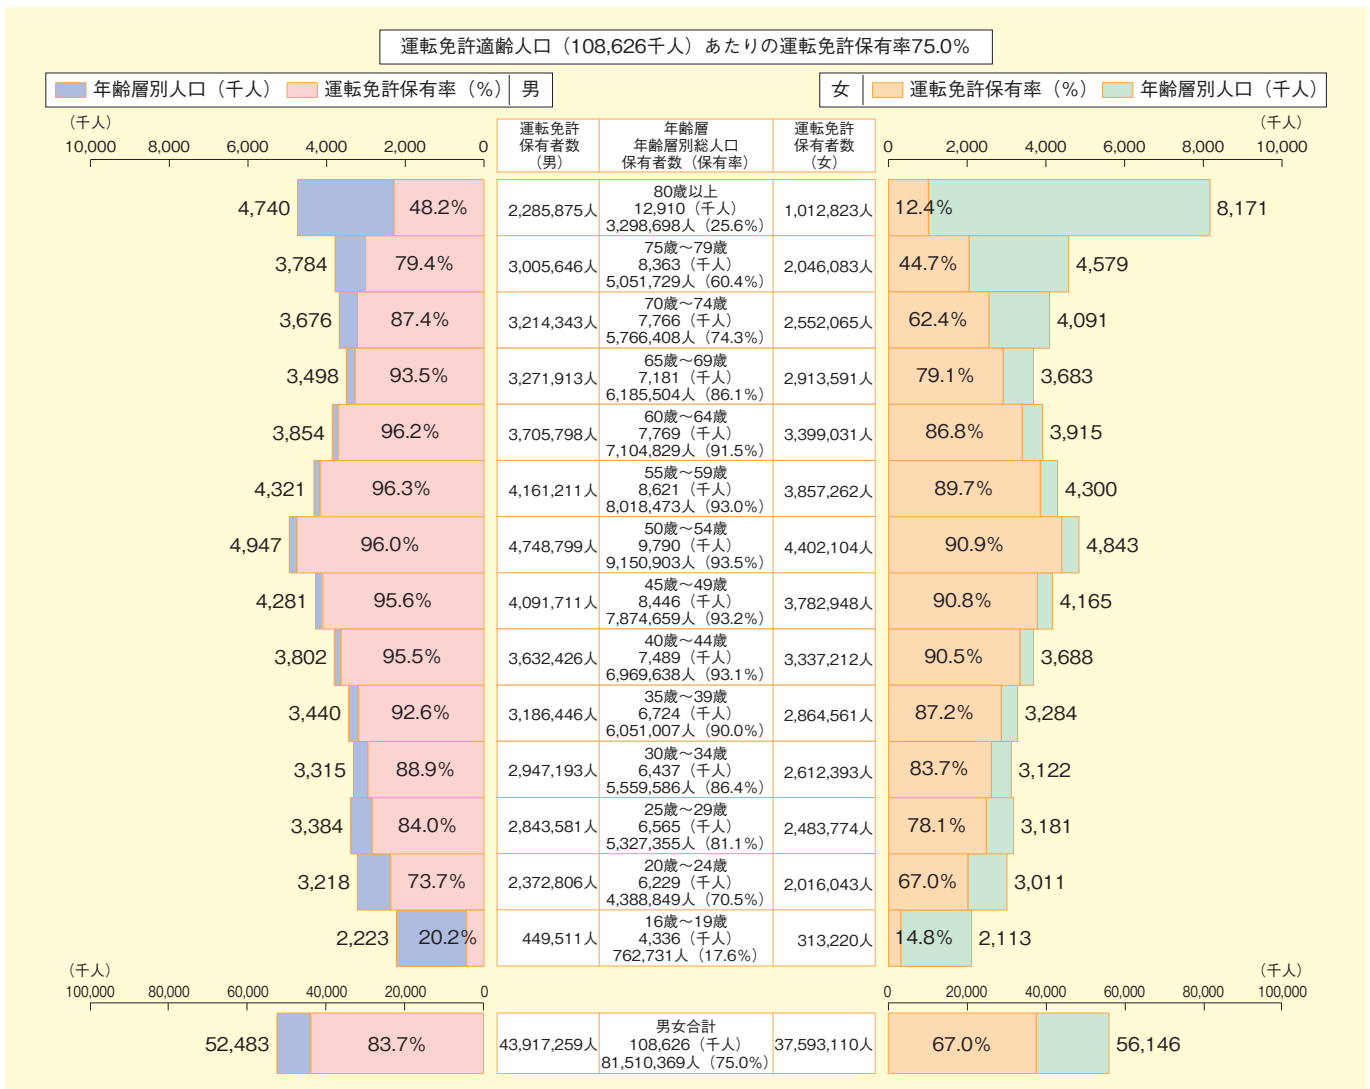 運転免許適齢人口（108,626千人）あたりの運転免許保有率75.0%
年齢層別人口（千人） 運転免許保有率（%） 男
女 運転免許保有率（%） 年齢層別人口（千人）
（千人）
10,000 8,000 6,000 4,000 2,000 0
運転免許
保有者数
（男）
年齢層
年齢層別総人口
保有者数（保有率）
運転免許
保有者数
（女）
（千人）
0 2,000 4,000 6,000 8,000 10,000
80歳以上
4,740 48.2% 2,285,875人 12,910（千人） 1,012,823人 12.4% 8,171
3,298,698人（25.6%）
75歳～79歳
3,784 79.4% 3,005,646人 8,363（千人） 2,046,083人 44.7% 4,579
5,051,729人（60.4%）
70歳～74歳
3,676 87.4% 3,214,343人 7,766（千人） 2,552,065人 62.4% 4,091
5,766,408人（74.3%）
65歳～69歳
3,498 93.5% 3,271,913人 7,181（千人） 2,913,591人 79.1% 3,683
6,185,504人（86.1%）
60歳～64歳
3,854 96.2% 3,705,798人 7,769（千人） 3,399,031人 86.8% 3,915
7,104,829人（91.5%）
55歳～59歳
4,321 96.3% 4,161,211人 8,621（千人） 3,857,262人 89.7% 4,300
8,018,473人（93.0%）
50歳～54歳
4,947 96.0% 4,748,799人 9,790（千人） 4,402,104人 90.9% 4,843
9,150,903人（93.5%）
45歳～49歳
4,281 95.6% 4,091,711人 8,446（千人） 3,782,948人 90.8% 4,165
7,874,659人（93.2%）
40歳～44歳
3,802 95.5% 3,632,426人 7,489（千人） 3,337,212人 90.5% 3,688
6,969,638人（93.1%）
35歳～39歳
3,440 92.6% 3,186,446人 6,724（千人） 2,864,561人 87.2% 3,284
6,051,007人（90.0%）
30歳～34歳
3,315 88.9% 2,947,193人 6,437（千人） 2,612,393人 83.7% 3,122
5,559,586人（86.4%）
25歳～29歳
3,384 84.0% 2,843,581人 6,565（千人） 2,483,774人 78.1% 3,181
5,327,355人（81.1%）
20歳～24歳
3,218 73.7% 2,372,806人 6,229（千人） 2,016,043人 67.0% 3,011
4,388,849人（70.5%）
16歳～19歳
2,223 20.2% 449,511人 4,336（千人） 313,220人 14.8% 2,113
762,731人（17.6%）
（千人）
100,000 80,000 60,000 40,000 20,000 0
（千人）
0 20,000 40,000 60,000 80,000 100,000
男女合計
52,483 83.7% 43,917,259人 108,626（千人） 37,593,110人 67.0% 56,146
81,510,369人（75.0%）